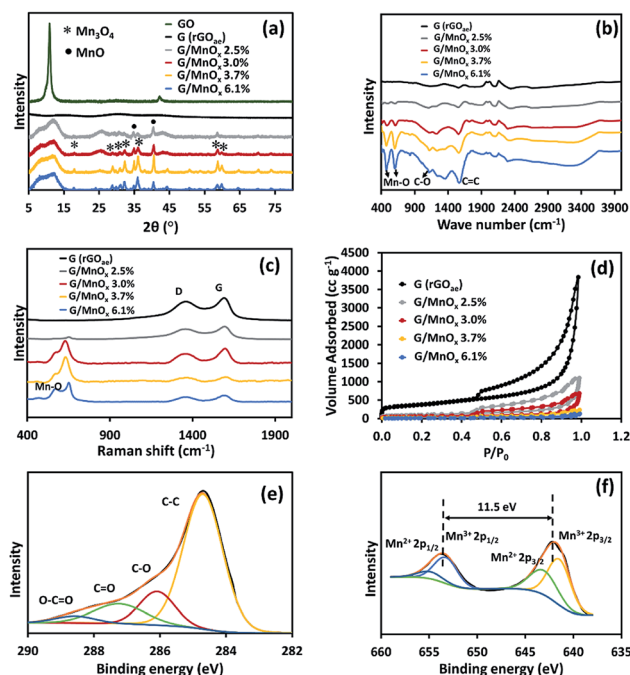 (a)
* Mn₃O₄
● MnO
GO
G (rGOₐₑ)
G/MnOₓ 2.5%
G/MnOₓ 3.0%
G/MnOₓ 3.7%
G/MnOₓ 6.1%
Intensity
5 15 25 35 45 55 65 75
2θ (°)
(b)
G (rGOₐₑ)
G/MnOₓ 2.5%
G/MnOₓ 3.0%
G/MnOₓ 3.7%
G/MnOₓ 6.1%
Intensity
Mn-O C-O C=C
400 900 1400 1900 2400 2900 3400 3900
Wave number (cm⁻¹)
(c)
G (rGOₐₑ)
G/MnOₓ 2.5%
G/MnOₓ 3.0%
G/MnOₓ 3.7%
G/MnOₓ 6.1%
D G
Mn-O
Intensity
400 900 1400 1900
Raman shift (cm⁻¹)
(d)
G (rGOₐₑ)
G/MnOₓ 2.5%
G/MnOₓ 3.0%
G/MnOₓ 3.7%
G/MnOₓ 6.1%
Volume Adsorbed (cc g⁻¹)
4500
4000
3500
3000
2500
2000
1500
1000
500
0
0.0 0.2 0.4 0.6 0.8 1.0 1.2
P/P₀
(e)
C-C
C-O
C=O
O-C=O
Intensity
290 288 286 284 282
Binding energy (eV)
(f)
11.5 eV
Mn²⁺2p₁/₂
Mn³⁺2p₁/₂
Mn³⁺2p₃/₂
Mn²⁺2p₃/₂
Intensity
660 655 650 645 640 635
Binding energy (eV)